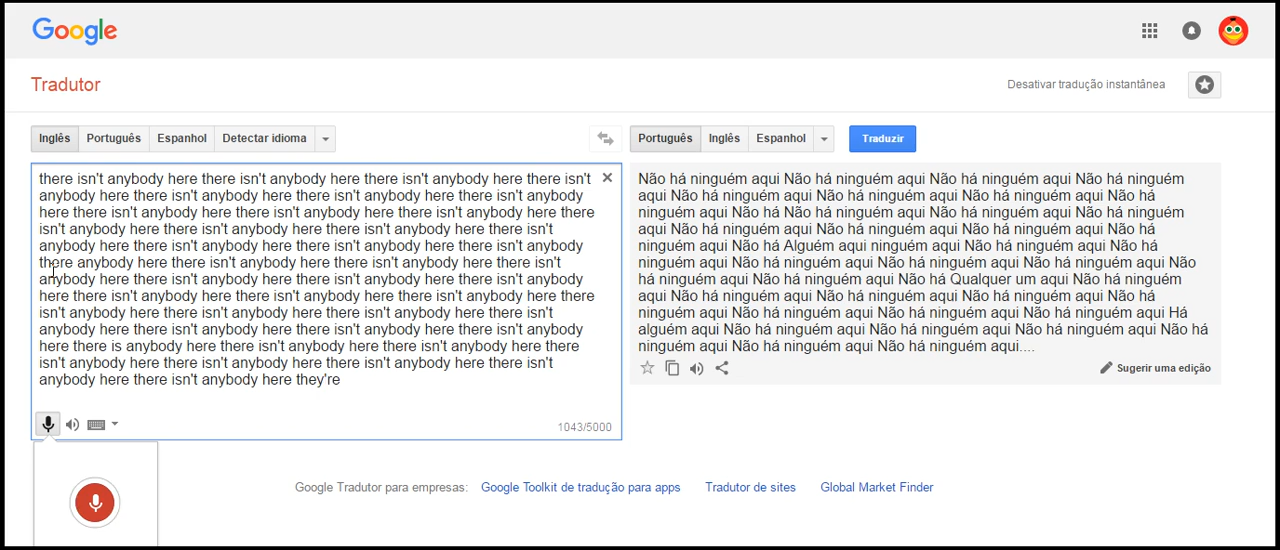 Google
Tradutor
Desativar tradução instantânea
Inglês Português Espanhol Detectar idioma
Português Inglês Espanhol Traduzir
there isn't anybody here there isn't anybody here there isn't anybody here there isn't
anybody here there isn't anybody here there isn't anybody here there isn't anybody
here there isn't anybody here there isn't anybody here there isn't anybody here there
isn't anybody here there isn't anybody here there isn't anybody here there isn't
anybody here there isn't anybody here there isn't anybody here there isn't anybody
there anybody here there isn't anybody here there isn't anybody here there isn't
anybody here there isn't anybody here there isn't anybody here there isn't anybody
here there isn't anybody here there isn't anybody here there isn't anybody here there
isn't anybody here there isn't anybody here there isn't anybody here there isn't
anybody here there isn't anybody here there isn't anybody here there isn't anybody
here there is anybody here there isn't anybody here there isn't anybody here there
isn't anybody here there isn't anybody here there isn't anybody here there isn't
anybody here there isn't anybody here they're
1043/5000
Não há ninguém aqui Não há ninguém aqui Não há ninguém aqui Não há ninguém
aqui Não há ninguém aqui Não há ninguém aqui Não há ninguém aqui Não há
ninguém aqui Não há Não há ninguém aqui Não há ninguém aqui Não há ninguém
aqui Não há ninguém aqui Não há ninguém aqui Não há ninguém aqui Não há
ninguém aqui Não há Alguém aqui ninguém aqui Não há ninguém aqui Não há
ninguém aqui Não há ninguém aqui Não há ninguém aqui Não há ninguém aqui Não
há ninguém aqui Não há ninguém aqui Não há Qualquer um aqui Não há ninguém
aqui Não há ninguém aqui Não há ninguém aqui Não há ninguém aqui Não há
ninguém aqui Não há ninguém aqui Não há ninguém aqui Não há ninguém aqui Há
alguém aqui Não há ninguém aqui Não há ninguém aqui Não há ninguém aqui Não há
ninguém aqui Não há ninguém aqui Não há ninguém aqui....
Sugerir uma edição
Google Tradutor para empresas: Google Toolkit de tradução para apps Tradutor de sites Global Market Finder